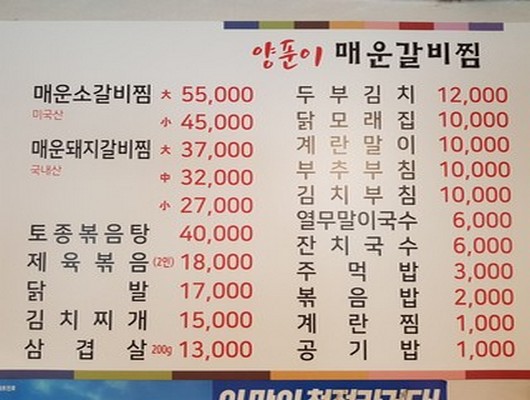 양푼이 매운갈비찜
매운소갈비찜 大 55,000
미국산
小 45,000
매운돼지갈비찜 大 37,000
국내산
中 32,000
小 27,000
토종볶음탕 40,000
제육볶음 (2인) 18,000
닭발 17,000
김치찌개 15,000
삼겹살 200g 13,000
두부김치 12,000
닭모래집 10,000
계란말이 10,000
부추부침 10,000
김치부침 10,000
열무말이국수 6,000
잔치국수 6,000
주먹밥 3,000
볶음밥 2,000
계란찜 1,000
공기밥 1,000